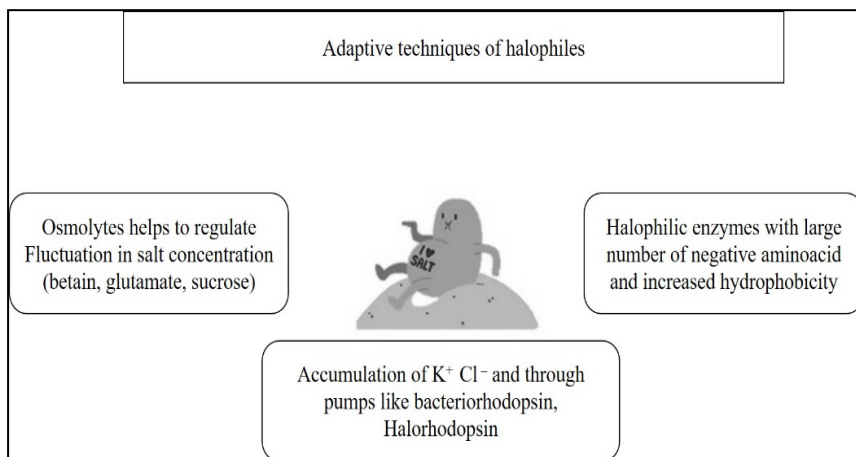 Adaptive techniques of halophiles
Osmolytes helps to regulate
Fluctuation in salt concentration
(betain, glutamate, sucrose)
I ♥
SALT
Halophilic enzymes with large
number of negative aminoacid
and increased hydrophobicity
Accumulation of K⁺ Cl⁻ and through
pumps like bacteriorhodopsin,
Halorhodopsin